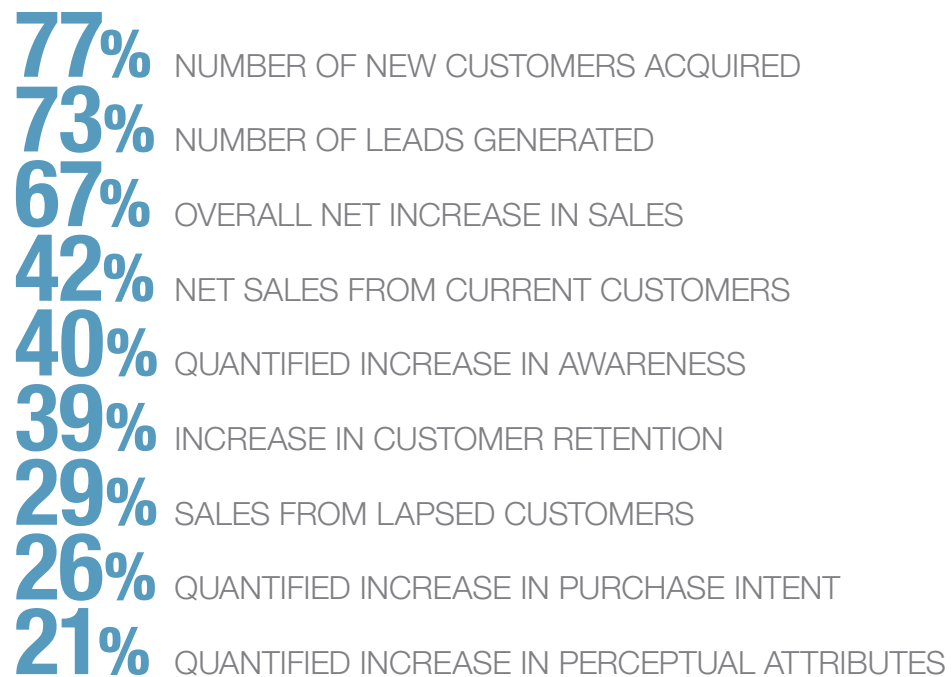 77% NUMBER OF NEW CUSTOMERS ACQUIRED
73% NUMBER OF LEADS GENERATED
67% OVERALL NET INCREASE IN SALES
42% NET SALES FROM CURRENT CUSTOMERS
40% QUANTIFIED INCREASE IN AWARENESS
39% INCREASE IN CUSTOMER RETENTION
29% SALES FROM LAPSED CUSTOMERS
26% QUANTIFIED INCREASE IN PURCHASE INTENT
21% QUANTIFIED INCREASE IN PERCEPTUAL ATTRIBUTES